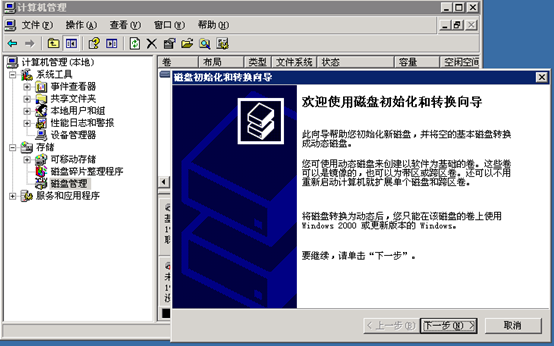 计算机管理
文件(F) 操作(A) 查看(V) 窗口(W) 帮助(H)
计算机管理(本地)
系统工具
事件查看器
共享文件夹
本地用户和组
性能日志和警报
设备管理器
存储
可移动存储
磁盘碎片整理程序
磁盘管理
服务和应用程序
卷 布局 类型 文件系统 状态 容量 空闲空间
磁盘初始化和转换向导
欢迎使用磁盘初始化和转换向导
此向导帮助您初始化新磁盘，并将空的基本磁盘转换
成动态磁盘。
您可使用动态磁盘来创建以软件为基础的卷。这些卷
可以是镜像的，也可以为带区或跨区卷。还可以不用
重新启动计算机就扩展单个磁盘和跨区卷。
将磁盘转换为动态后，您只能在该磁盘的卷上使用
Windows 2000 或更新版本的 Windows。
要继续，请单击“下一步”。
< 上一步(B) 下一步(N) > 取消